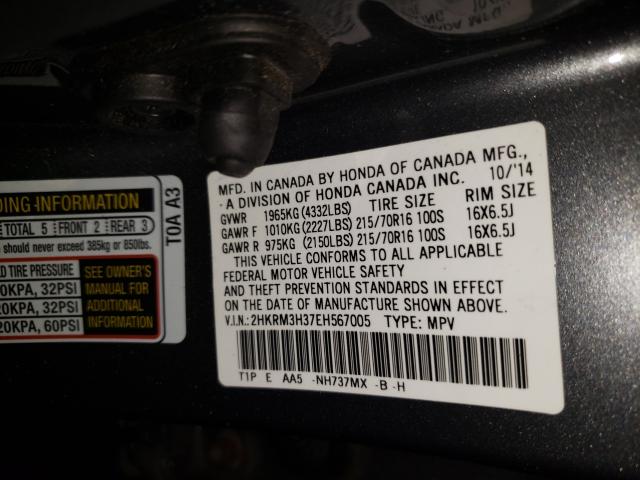 DING INFORMATION
TOTAL 5 FRONT 2 REAR 3
should never exceed 385kg or 850lbs.
TIRE PRESSURE SEE OWNER'S
20KPA, 32PSI MANUAL FOR
20KPA, 32PSI ADDITIONAL
20KPA, 60PSI INFORMATION
T0A A3
MFD. IN CANADA BY HONDA OF CANADA MFG.,
- A DIVISION OF HONDA CANADA INC. 10/'14
GVWR 1965KG(4332LBS) TIRE SIZE RIM SIZE
GAWR F 1010KG(2227LBS) 215/70R16 100S 16X6.5J
GAWR R 975KG (2150LBS) 215/70R16 100S 16X6.5J
THIS VEHICLE CONFORMS TO ALL APPLICABLE
FEDERAL MOTOR VEHICLE SAFETY
AND THEFT PREVENTION STANDARDS IN EFFECT
ON THE DATE OF MANUFACTURE SHOWN ABOVE.
V.I.N.:2HKRM3H37EH567005 TYPE: MPV
T1P E AA5 -NH737MX -B -H